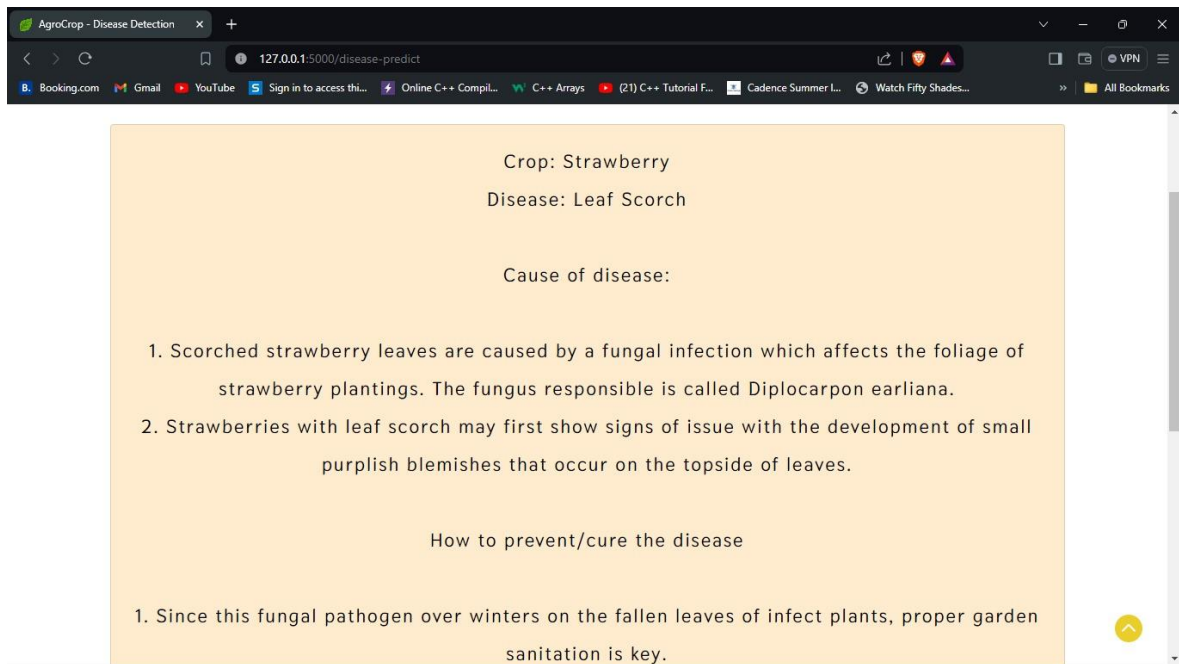 AgroCrop - Disease Detection
127.0.0.1:5000/disease-predict
VPN
B. Booking.com
Gmail
YouTube
S Sign in to access thi...
Online C++ Compil...
C++ Arrays
(21) C++ Tutorial F...
Cadence Summer I...
Watch Fifty Shades...
All Bookmarks
Crop: Strawberry
Disease: Leaf Scorch
Cause of disease:
1. Scorched strawberry leaves are caused by a fungal infection which affects the foliage of
strawberry plantings. The fungus responsible is called Diplocarpon earliana.
2. Strawberries with leaf scorch may first show signs of issue with the development of small
purplish blemishes that occur on the topside of leaves.
How to prevent/cure the disease
1. Since this fungal pathogen over winters on the fallen leaves of infect plants, proper garden
sanitation is key.